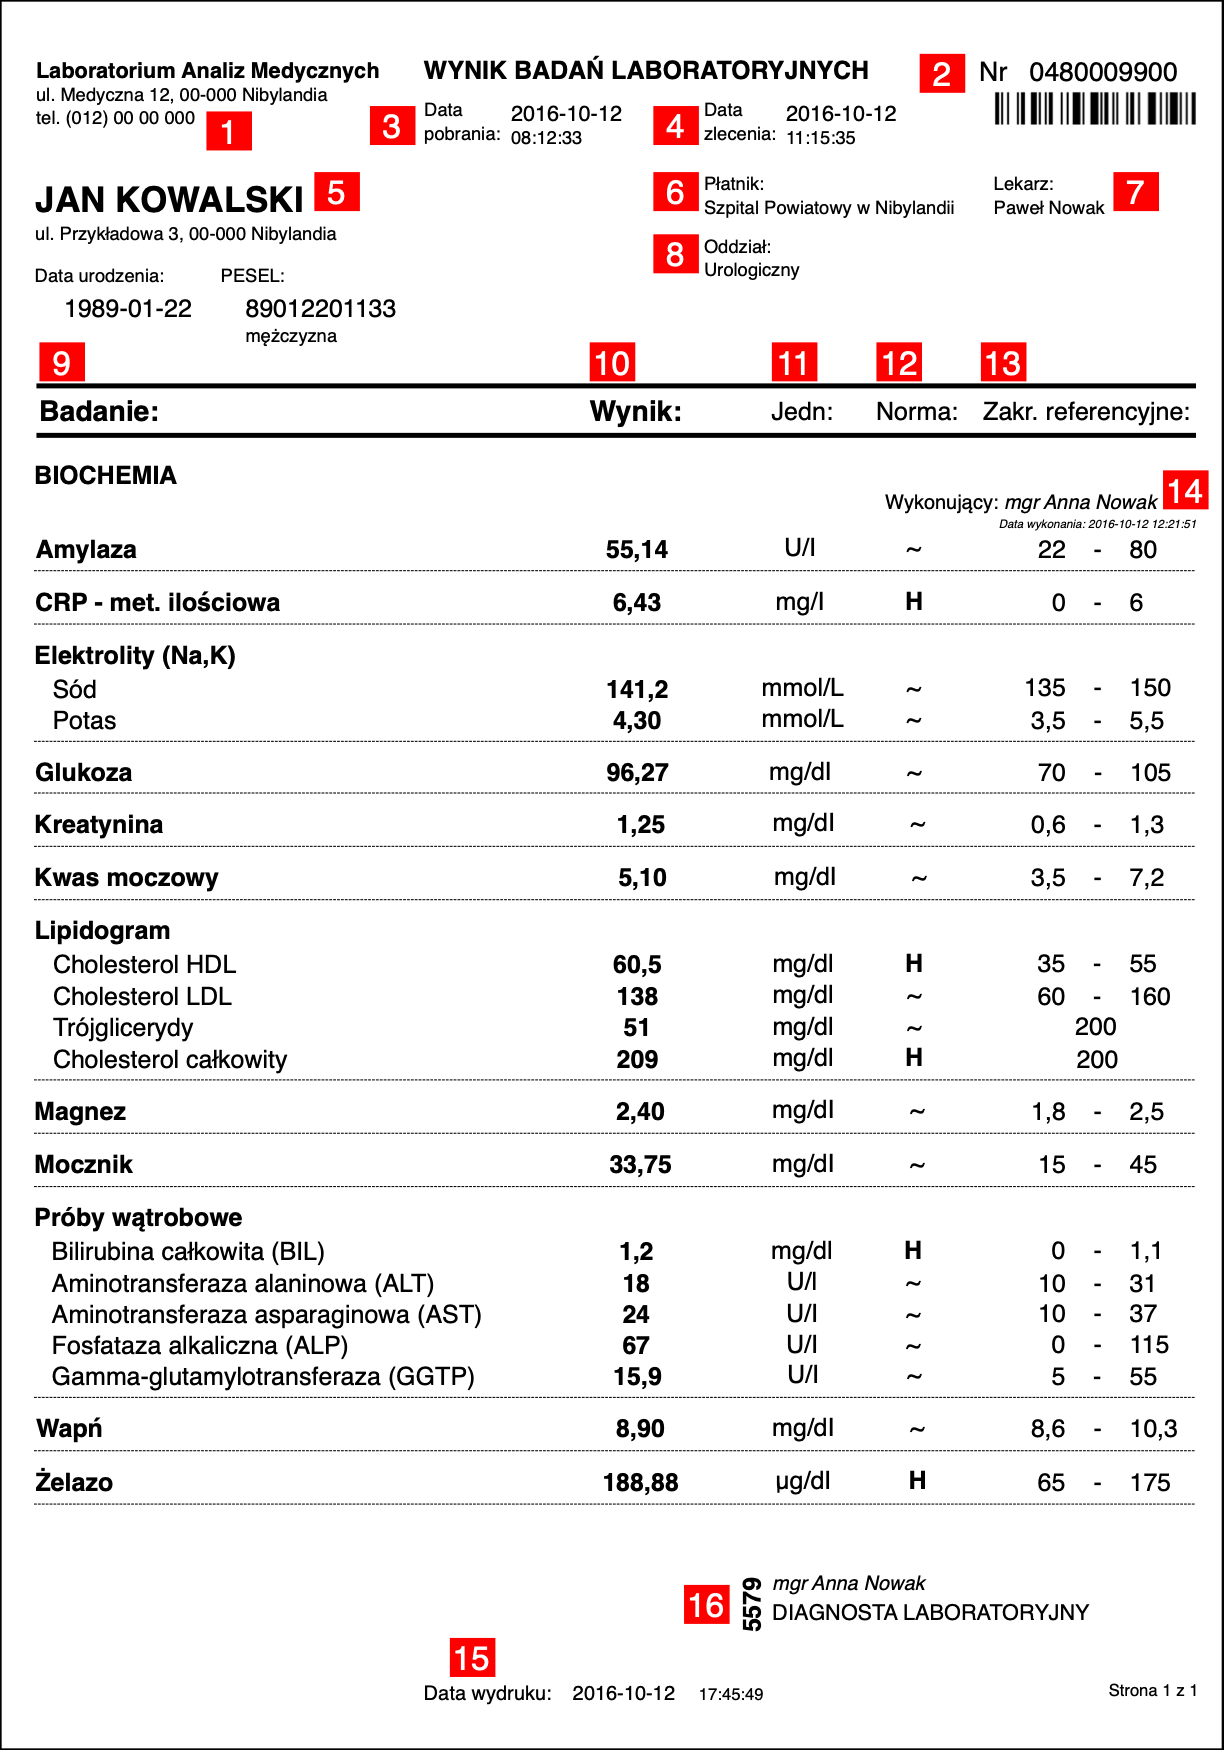 Laboratorium Analiz Medycznych
ul. Medyczna 12, 00-000 Nibylandia
tel. (012) 00 00 000
1
WYNIK BADAŃ LABORATORYJNYCH
2 Nr 0480009900
3 Data pobrania: 2016-10-12 08:12:33
4 Data zlecenia: 2016-10-12 11:15:35
JAN KOWALSKI 5
ul. Przykładowa 3, 00-000 Nibylandia
6 Płatnik:
Szpital Powiatowy w Nibylandii
Lekarz:
Paweł Nowak 7
8 Oddział:
Urologiczny
Data urodzenia: PESEL:
1989-01-22 89012201133
mężczyzna
9 10 11 12 13
Badanie: Wynik: Jedn: Norma: Zakr. referencyjne:
BIOCHEMIA
Wykonujący: mgr Anna Nowak 14
Data wykonania: 2016-10-12 12:21:51
Amylaza 55,14 U/l ~ 22 - 80
CRP - met. ilościowa 6,43 mg/l H 0 - 6
Elektrolity (Na,K)
Sód 141,2 mmol/L ~ 135 - 150
Potas 4,30 mmol/L ~ 3,5 - 5,5
Glukoza 96,27 mg/dl ~ 70 - 105
Kreatynina 1,25 mg/dl ~ 0,6 - 1,3
Kwas moczowy 5,10 mg/dl ~ 3,5 - 7,2
Lipidogram
Cholesterol HDL 60,5 mg/dl H 35 - 55
Cholesterol LDL 138 mg/dl ~ 60 - 160
Trójglicerydy 51 mg/dl ~ 200
Cholesterol całkowity 209 mg/dl H 200
Magnez 2,40 mg/dl ~ 1,8 - 2,5
Mocznik 33,75 mg/dl ~ 15 - 45
Próby wątrobowe
Bilirubina całkowita (BIL) 1,2 mg/dl H 0 - 1,1
Aminotransferaza alaninowa (ALT) 18 U/l ~ 10 - 31
Aminotransferaza asparaginowa (AST) 24 U/l ~ 10 - 37
Fosfataza alkaliczna (ALP) 67 U/l ~ 0 - 115
Gamma-glutamylotransferaza (GGTP) 15,9 U/l ~ 5 - 55
Wapń 8,90 mg/dl ~ 8,6 - 10,3
Żelazo 188,88 µg/dl H 65 - 175
16 5579 mgr Anna Nowak
DIAGNOSTA LABORATORYJNY
15
Data wydruku: 2016-10-12 17:45:49
Strona 1 z 1